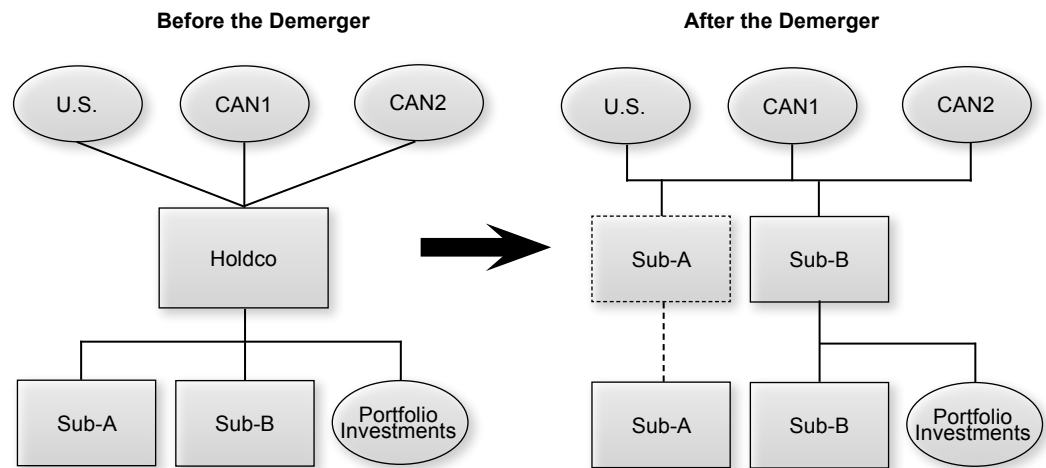 Before the Demerger
After the Demerger
U.S.
CAN1
CAN2
U.S.
CAN1
CAN2
Holdco
Sub-A
Sub-B
Sub-A
Sub-B
Portfolio
Investments
Sub-A
Sub-B
Portfolio
Investments